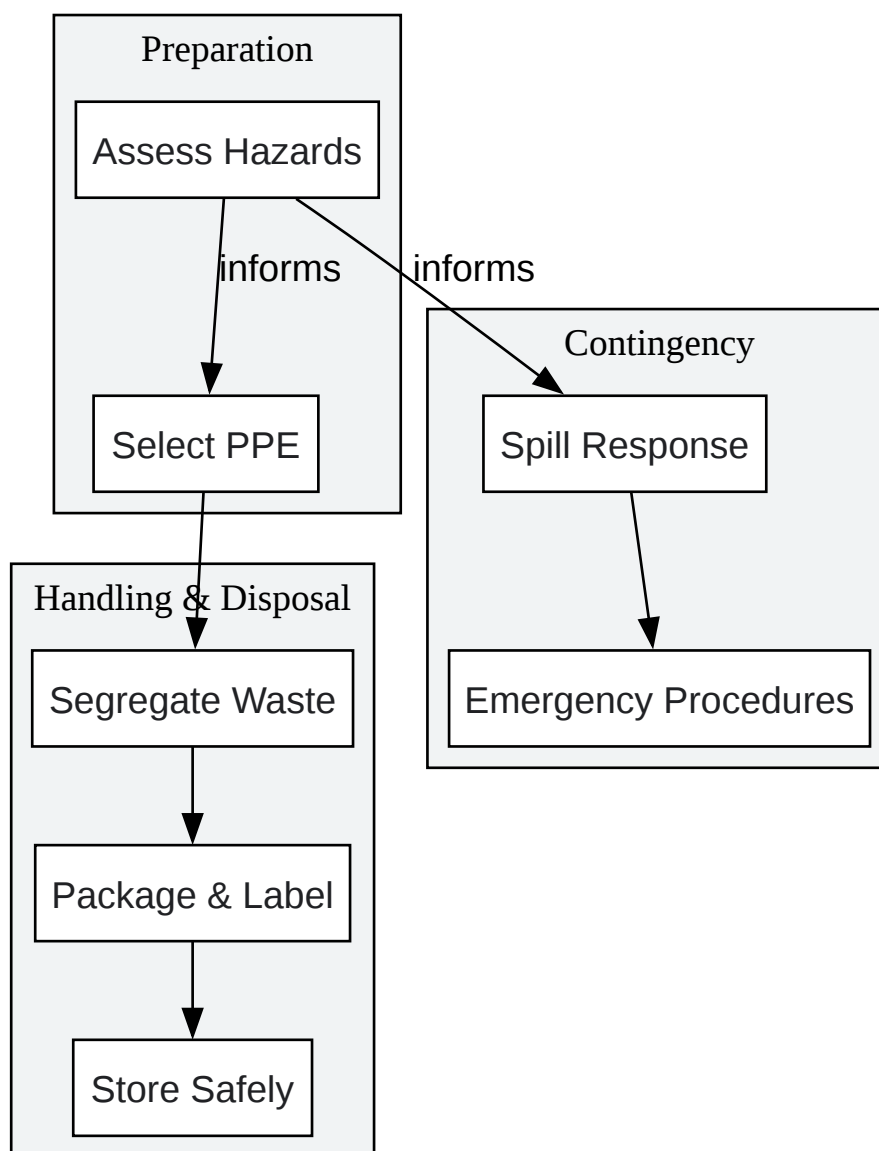 Preparation
Assess Hazards
informs
informs
Contingency
Select PPE
Spill Response
Handling & Disposal
Segregate Waste
Emergency Procedures
Package & Label
Store Safely